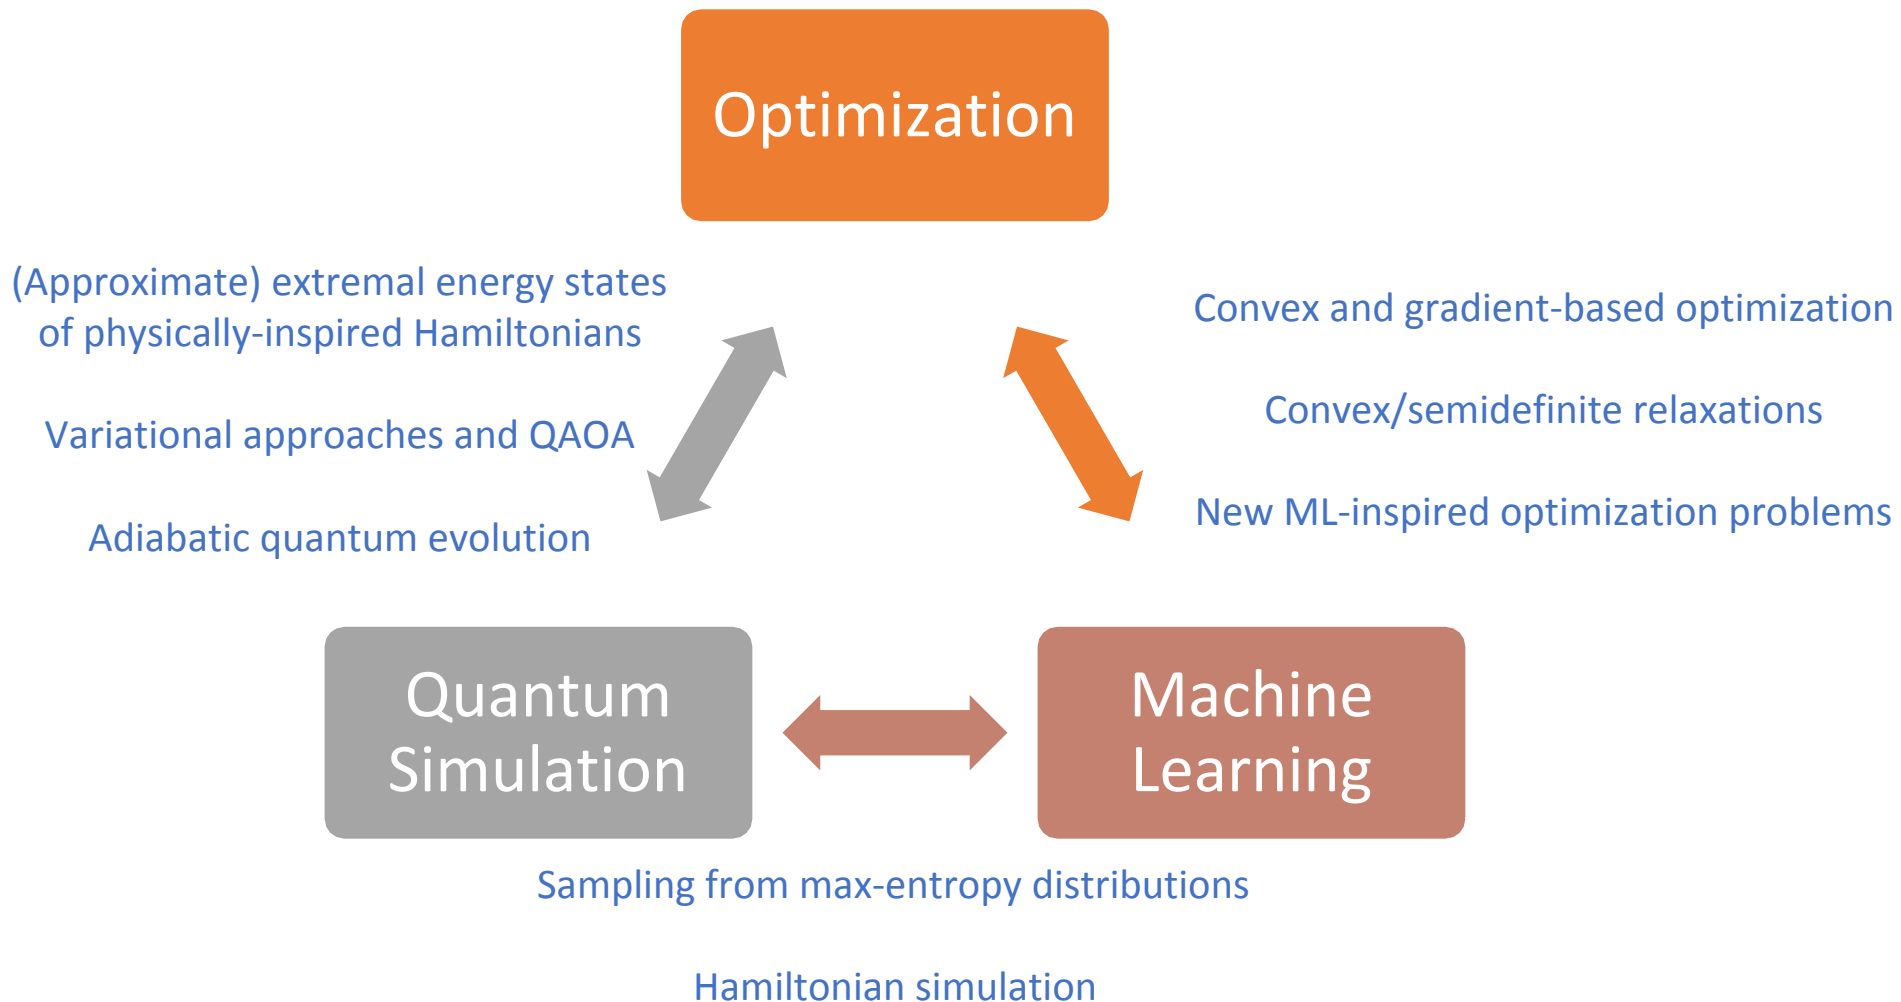 Optimization
(Approximate) extremal energy states
of physically-inspired Hamiltonians
Variational approaches and QAOA
Adiabatic quantum evolution
Convex and gradient-based optimization
Convex/semidefinite relaxations
New ML-inspired optimization problems
Quantum
Simulation
Machine
Learning
Sampling from max-entropy distributions
Hamiltonian simulation